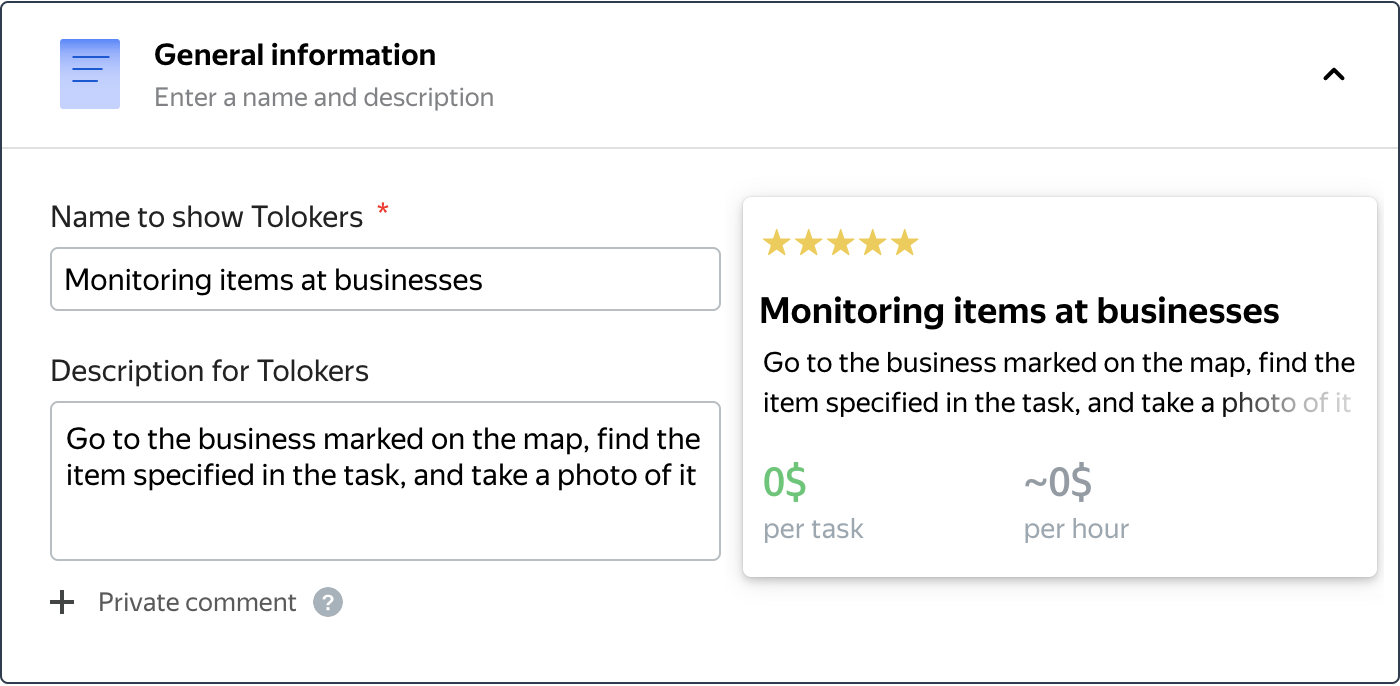 General information
Enter a name and description
Name to show Tolokers *
Monitoring items at businesses
Description for Tolokers
Go to the business marked on the map, find the
item specified in the task, and take a photo of it
+ Private comment ?
Monitoring items at businesses
Go to the business marked on the map, find the
item specified in the task, and take a photo of it
0$ ~0$
per task per hour